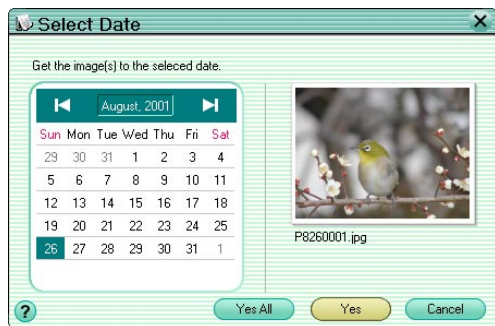 Select Date
Get the image(s) to the seleced date.
August, 2001
Sun Mon Tue Wed Thu Fri Sat
29 30 31 1 2 3 4
5 6 7 8 9 10 11
12 13 14 15 16 17 18
19 20 21 22 23 24 25
26 27 28 29 30 31 1
P8260001.jpg
? Yes All Yes Cancel